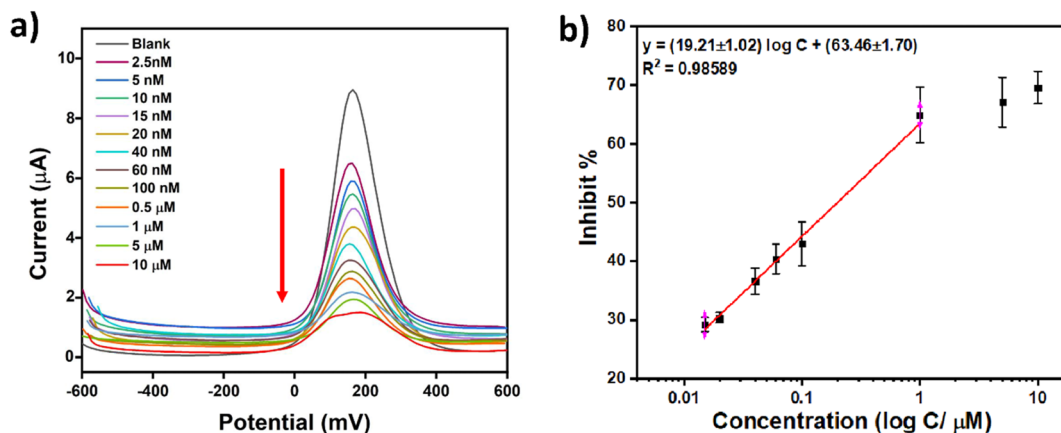 a)
10
8
6
4
2
0
Current (μA)
Blank
2.5nM
5 nM
10 nM
15 nM
20 nM
40 nM
60 nM
100 nM
0.5 μM
1 μM
5 μM
10 μM
-600 -400 -200 0 200 400 600
Potential (mV)
b)
80
70
60
50
40
30
20
Inhibit %
y = (19.21±1.02) log C + (63.46±1.70)
R² = 0.98589
0.01 0.1 1 10
Concentration (log C/ μM)